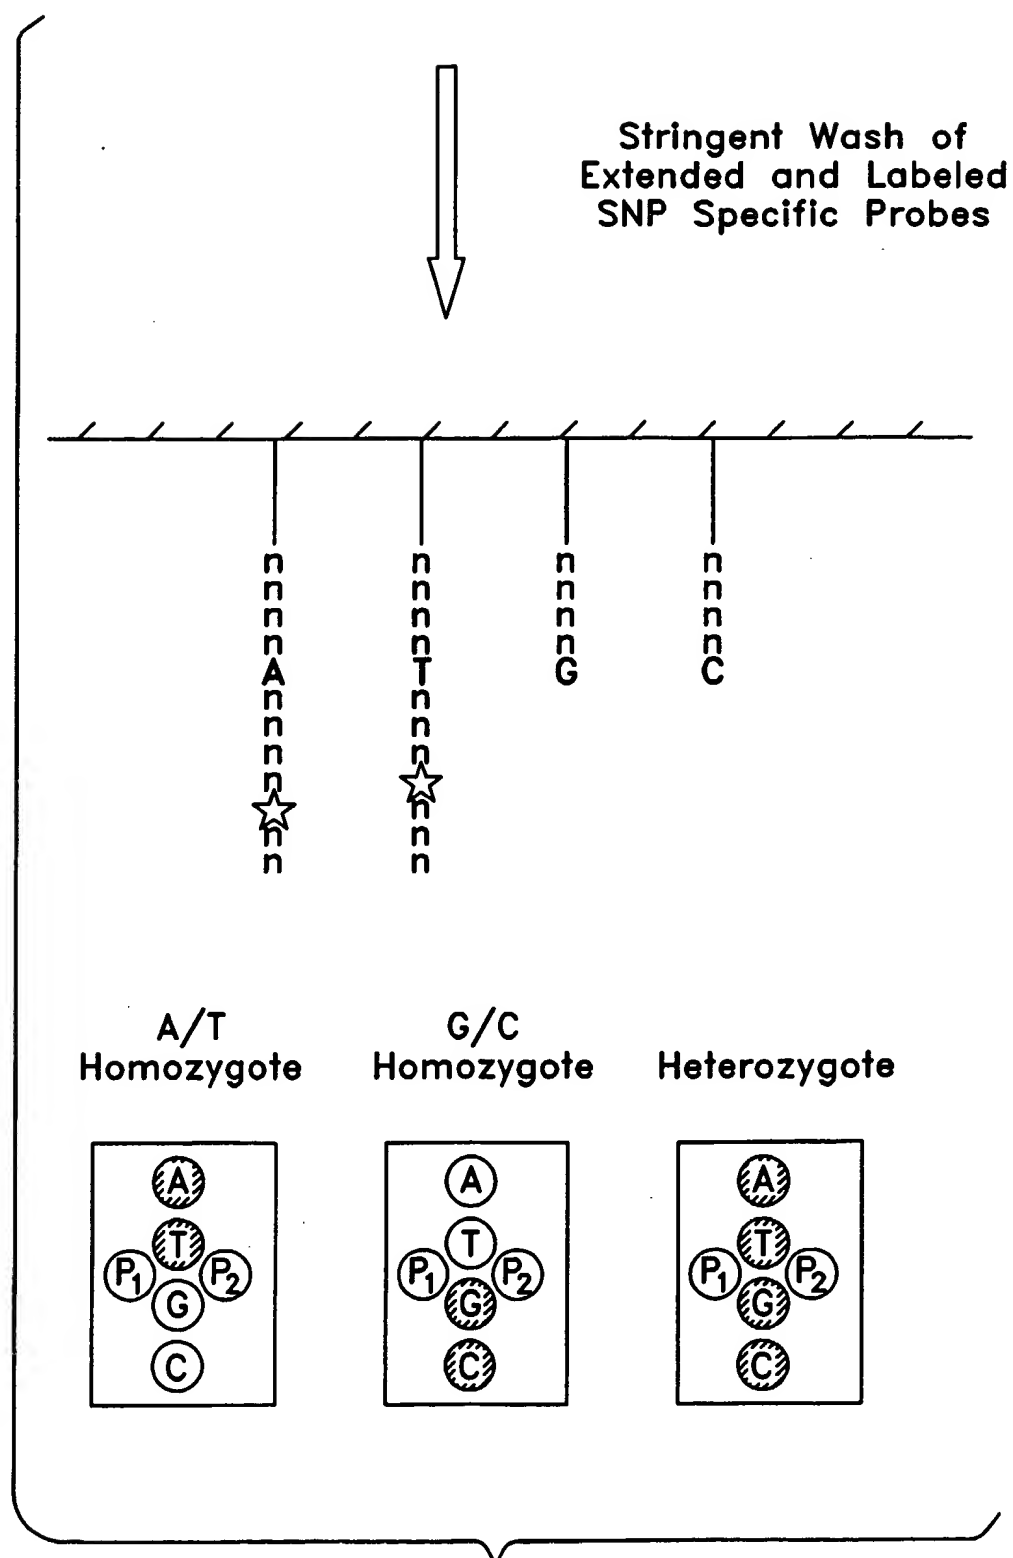 Stringent Wash of
Extended and Labeled
SNP Specific Probes
n n n n
n n n n
n n n n
n n n n
A T G C
n n
n n
n n
n
n
n n
n n
A/T
Homozygote
G/C
Homozygote
Heterozygote
A
T
P1 P2
G
C
A
T
P1 P2
G
C
A
T
P1 P2
G
C